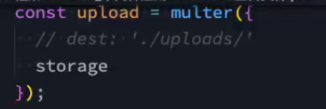 const upload = multer({
// dest: './uploads/'
storage
});